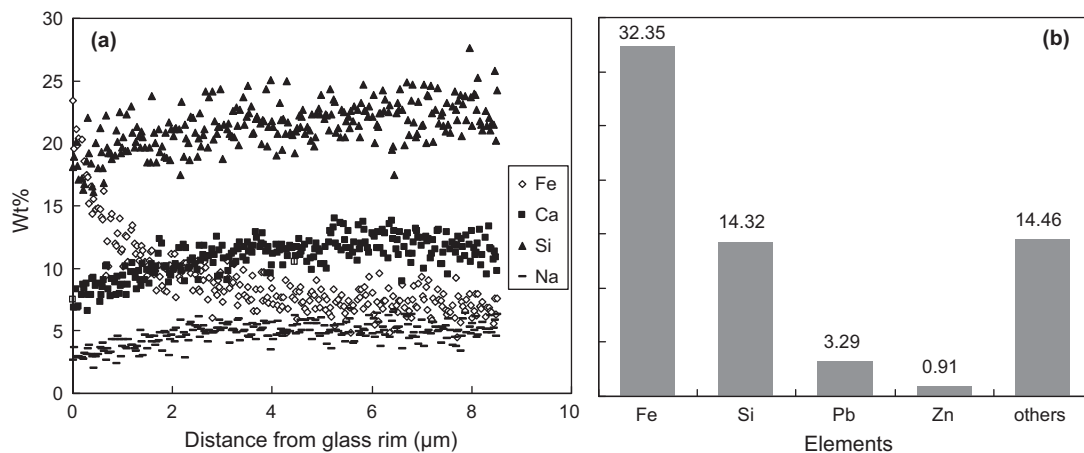 30
25
20
15
10
5
0
Wt%
(a)
Fe
Ca
Si
Na
0 2 4 6 8 10
Distance from glass rim (µm)
(b)
32.35
14.32
3.29
0.91
14.46
Fe Si Pb Zn others
Elements